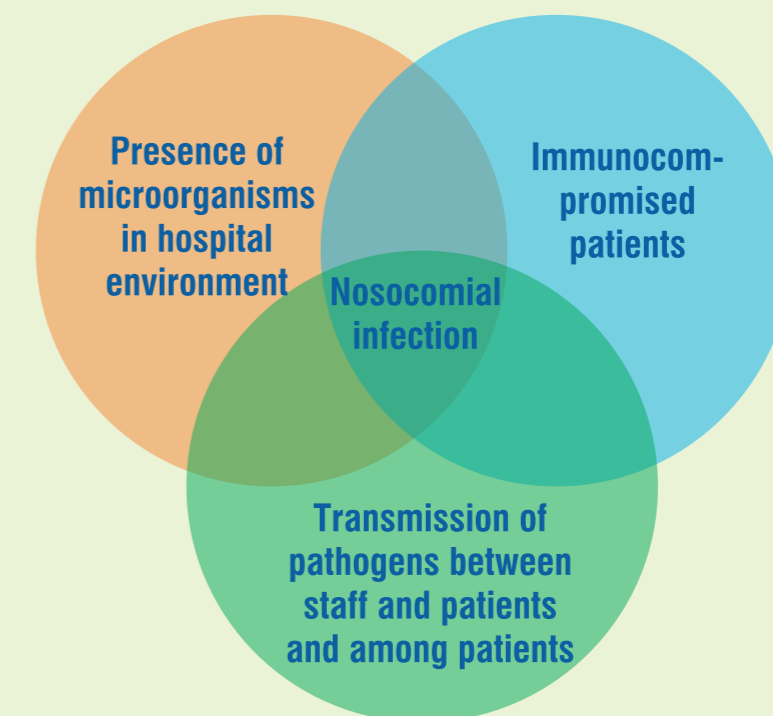 Presence of
microorganisms
in hospital
environment
Immunocom-
promised
patients
Nosocomial
infection
Transmission of
pathogens between
staff and patients
and among patients